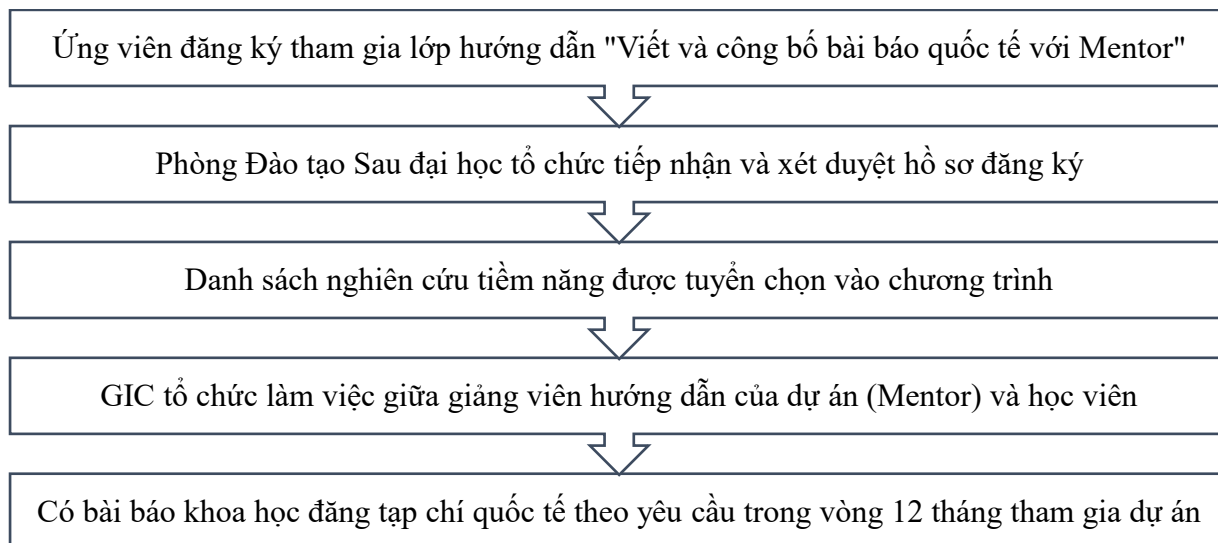 Ứng viên đăng ký tham gia lớp hướng dẫn "Viết và công bố bài báo quốc tế với Mentor"
Phòng Đào tạo Sau đại học tổ chức tiếp nhận và xét duyệt hồ sơ đăng ký
Danh sách nghiên cứu tiềm năng được tuyển chọn vào chương trình
GIC tổ chức làm việc giữa giảng viên hướng dẫn của dự án (Mentor) và học viên
Có bài báo khoa học đăng tạp chí quốc tế theo yêu cầu trong vòng 12 tháng tham gia dự án